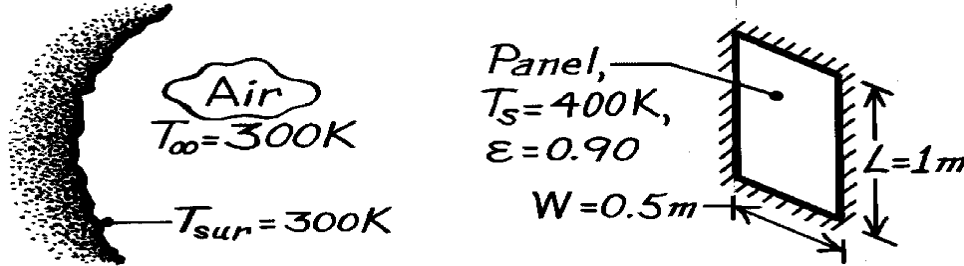 Air
T∞=300K
Tsur=300K
Panel,
Ts=400K,
ε=0.90
W=0.5m
L=1m